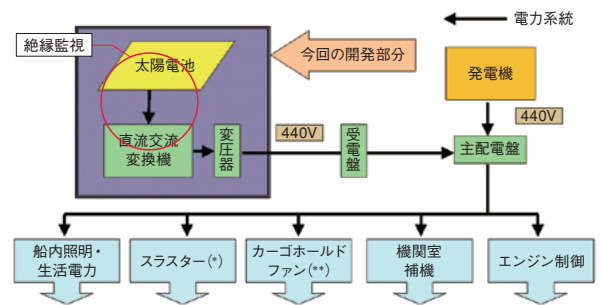 電力系統
絶縁監視
太陽電池
今回の開発部分
発電機
440V
直流交流
変換機
変圧器
440V
受電盤
主配電盤
船内照明・
生活電力
スラスター(*)
カーゴホールド
ファン(**)
機関室
補機
エンジン制御